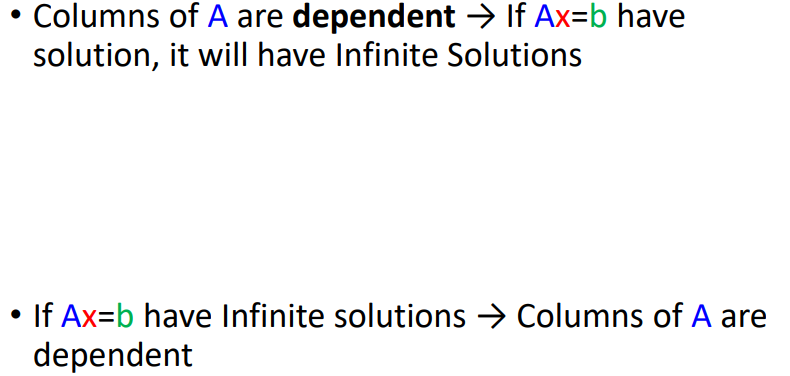 • Columns of A are dependent → If Ax=b have
solution, it will have Infinite Solutions
• If Ax=b have Infinite solutions → Columns of A are
dependent